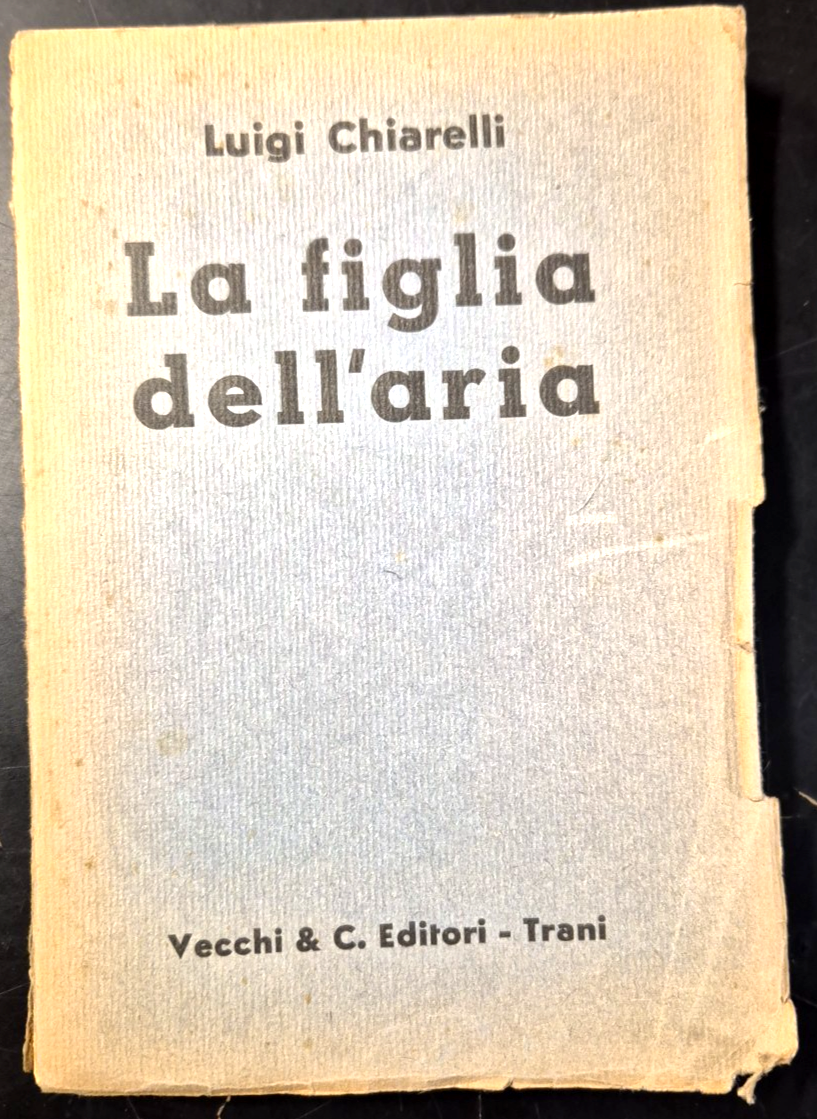 Luigi Chiarelli
La figlia
dell'aria
Vecchi & C. Editori - Trani